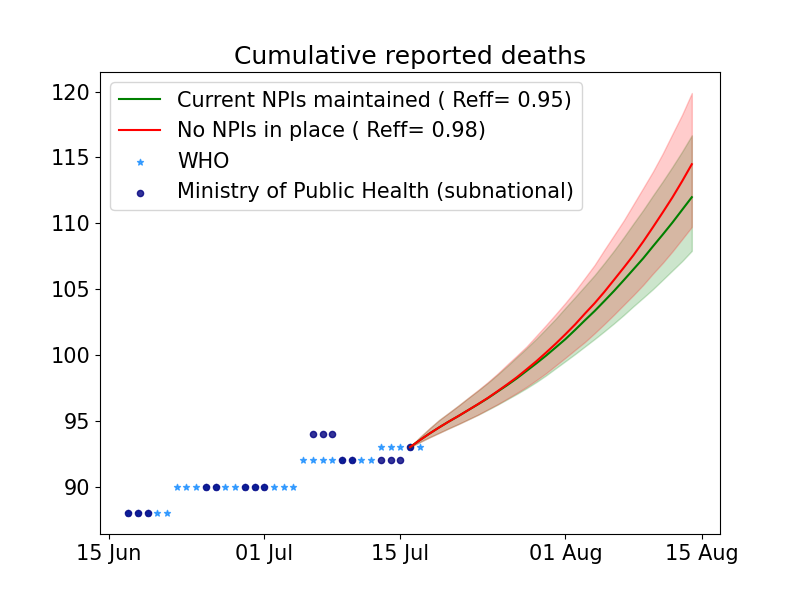 Cumulative reported deaths
Current NPIs maintained ( Reff= 0.95)
No NPIs in place ( Reff= 0.98)
WHO
Ministry of Public Health (subnational)
120
115
110
105
100
95
90
15 Jun
01 Jul
15 Jul
01 Aug
15 Aug